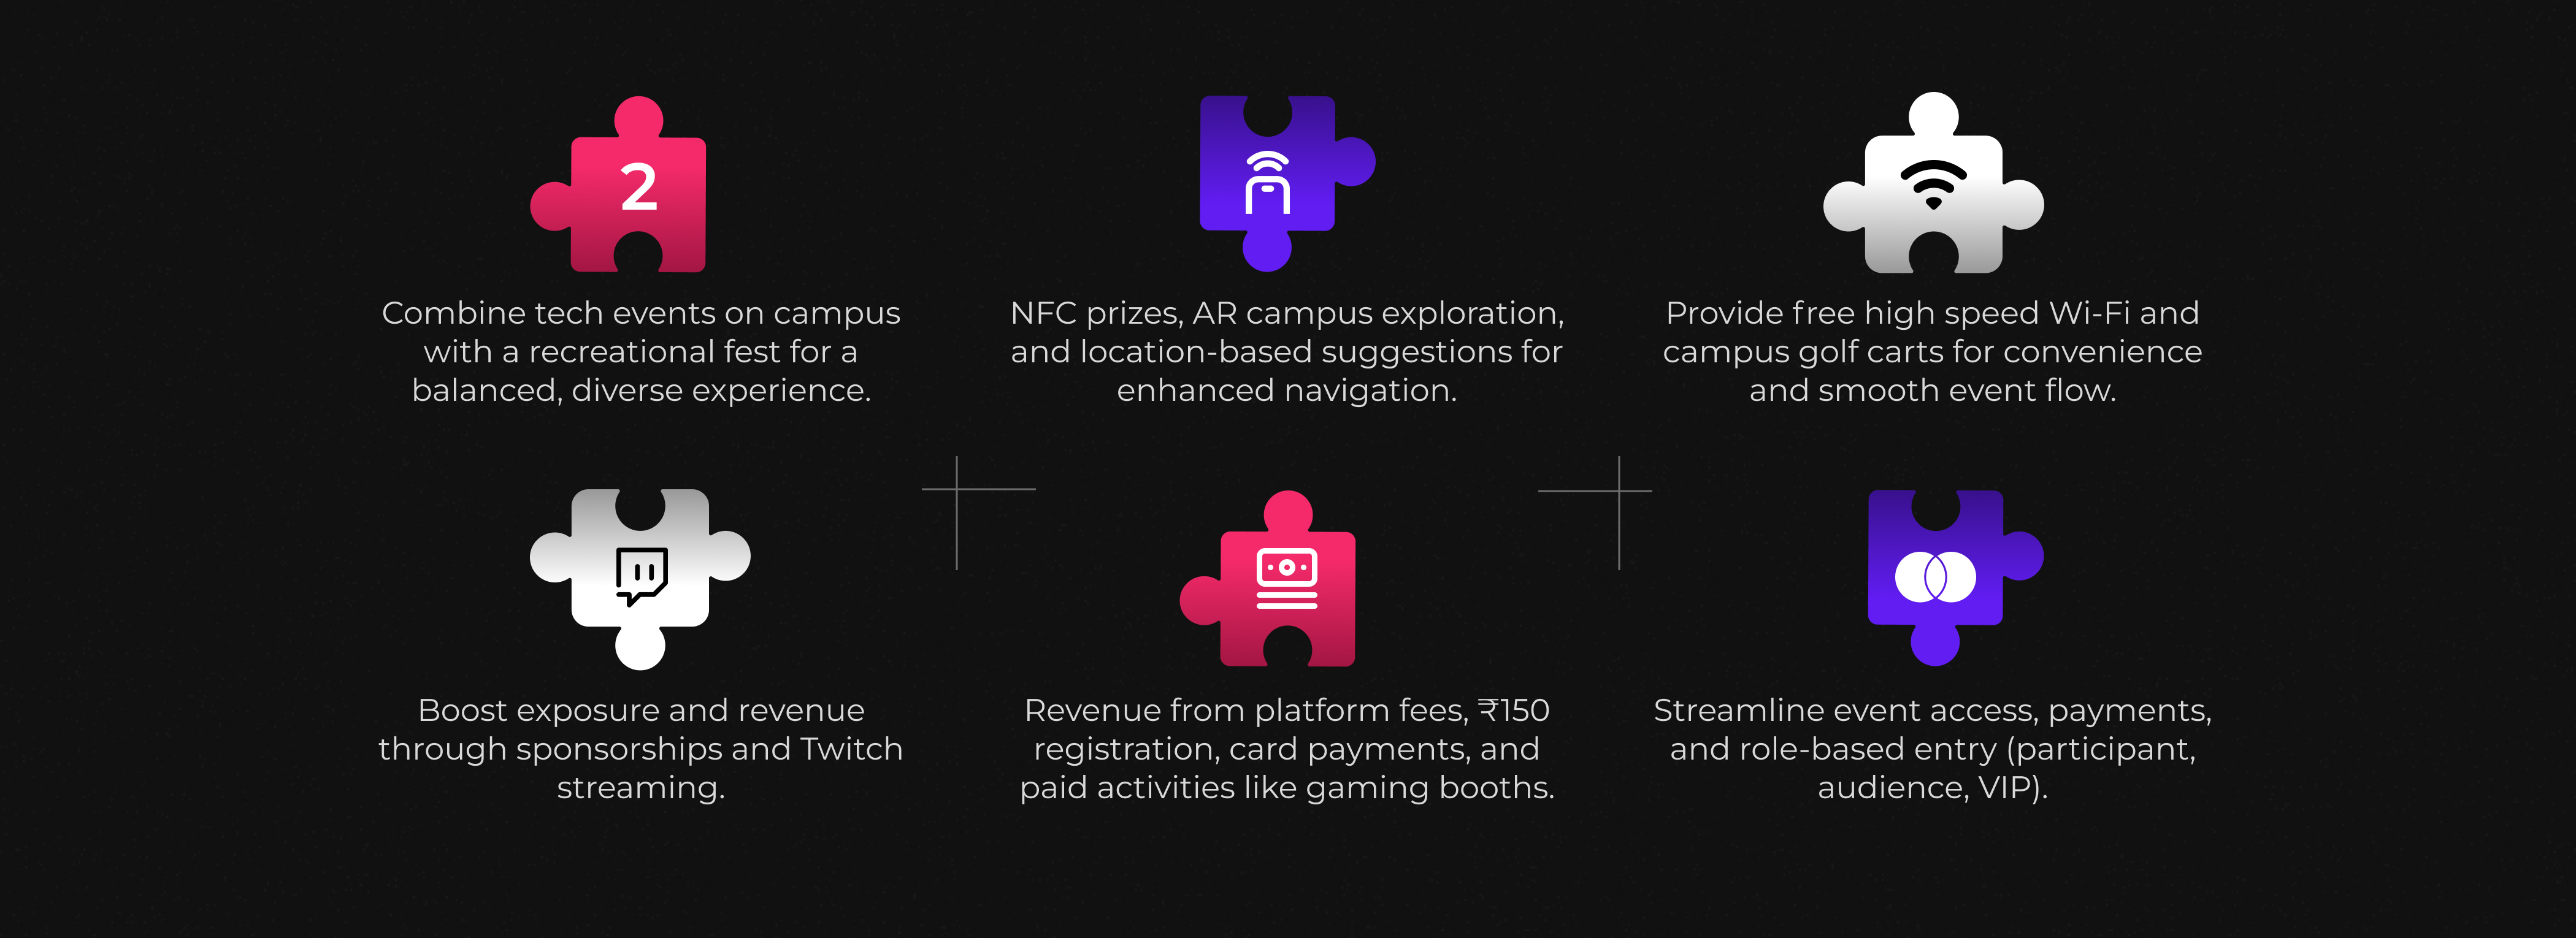 2
Combine tech events on campus
with a recreational fest for a
balanced, diverse experience.
NFC prizes, AR campus exploration,
and location-based suggestions for
enhanced navigation.
Provide free high speed Wi-Fi and
campus golf carts for convenience
and smooth event flow.
Boost exposure and revenue
through sponsorships and Twitch
streaming.
Revenue from platform fees, ₹150
registration, card payments, and
paid activities like gaming booths.
Streamline event access, payments,
and role-based entry (participant,
audience, VIP).